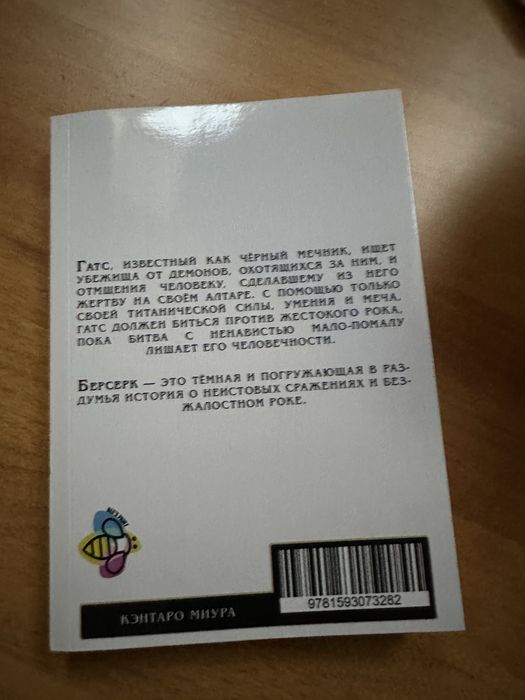 Гатс, известный как Чёрный Мечник, ищет
убежища от демонов, охотящихся за ним, и
отмщения человеку, сделавшему из него
жертву на своём алтаре. С помощью только
своей титанической силы, умения и меча,
Гатс должен биться против жестокого рока,
пока битва с ненавистью мало-помалу
лишает его человечности.
Берсерк — это тёмная и погружающая в раз-
думья история о неистовых сражениях и без-
жалостном роке.
9781593073282
Кэнтаро Миура